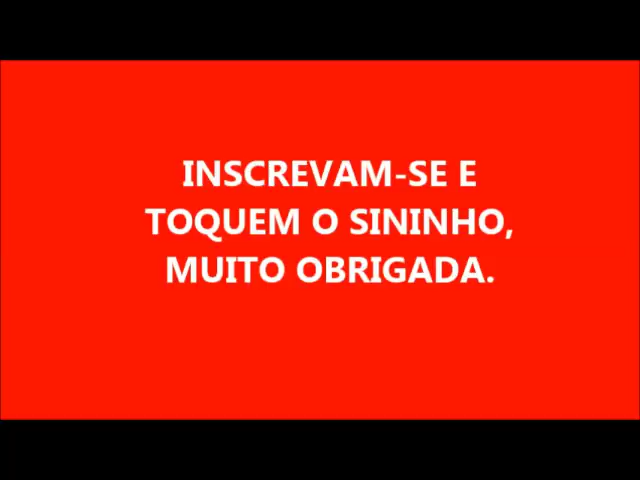 INSCREVAM-SE E
TOQUEM O SININHO,
MUITO OBRIGADA.